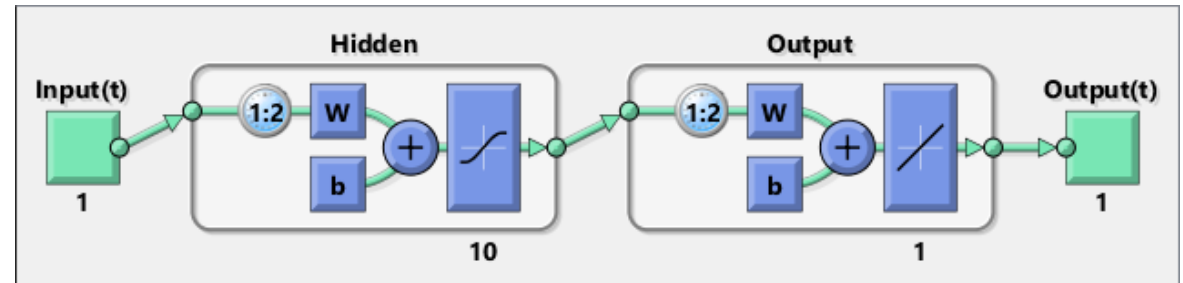 Hidden
Output
Input(t)
Output(t)
1:2
W
b
+
1:2
W
b
+
1
10
1
1